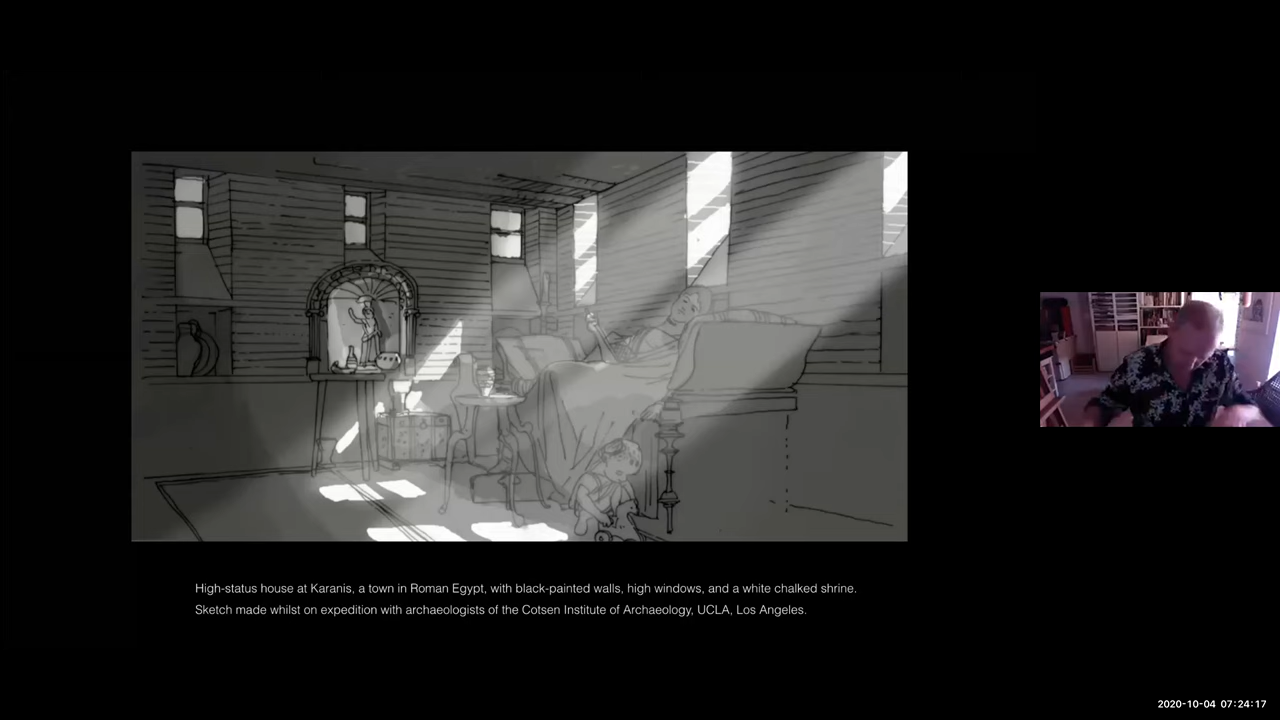 High-status house at Karanis, a town in Roman Egypt, with black-painted walls, high windows, and a white chalked shrine.
Sketch made whilst on expedition with archaeologists of the Cotsen Institute of Archaeology, UCLA, Los Angeles.
2020-10-04 07:24:17